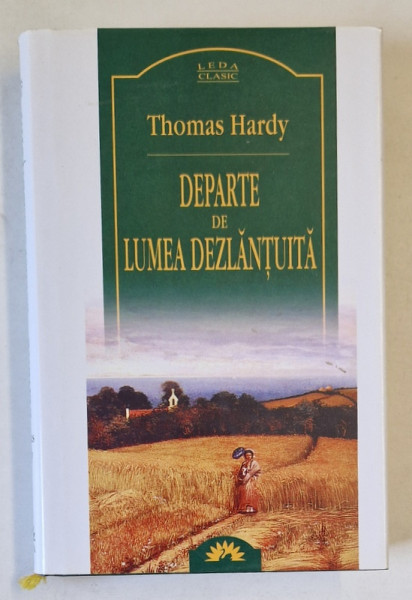 LEDA
CLASIC
Thomas Hardy
DEPARTE
DE
LUMEA DEZLĂNȚUITĂ